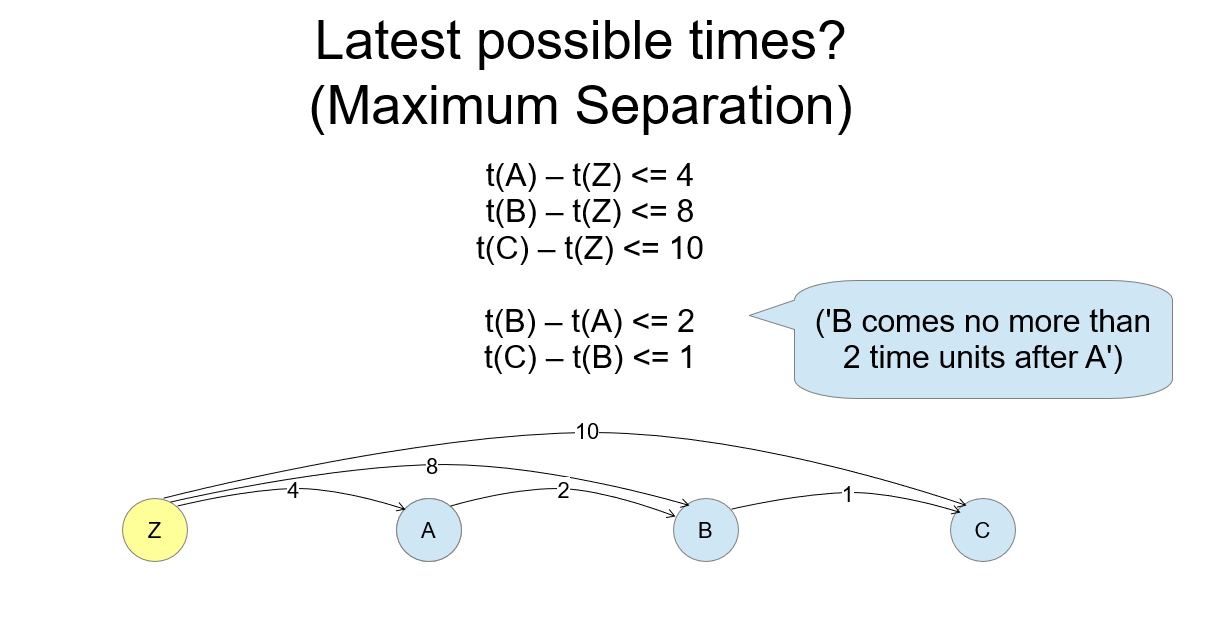 Latest possible times?
(Maximum Separation)
t(A) – t(Z) <= 4
t(B) – t(Z) <= 8
t(C) – t(Z) <= 10
t(B) – t(A) <= 2
t(C) – t(B) <= 1
('B comes no more than
2 time units after A')
10
8
4
2
1
Z
A
B
C